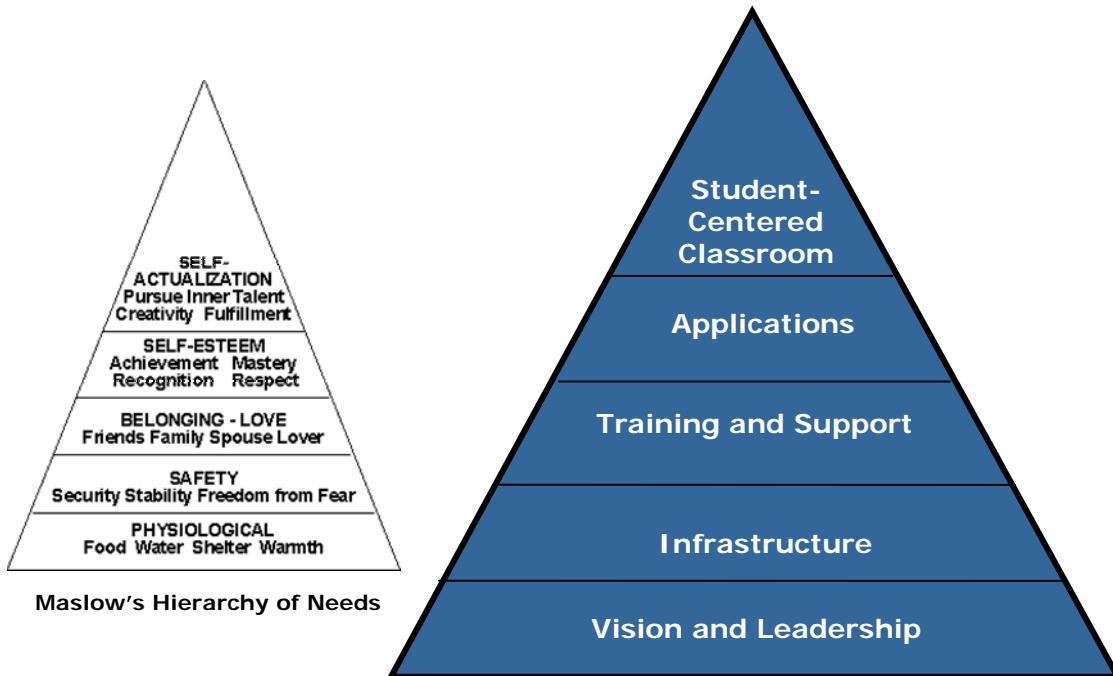 SELF-
ACTUALIZATION
Pursue Inner Talent
Creativity Fulfillment
SELF-ESTEEM
Achievement Mastery
Recognition Respect
BELONGING - LOVE
Friends Family Spouse Lover
SAFETY
Security Stability Freedom from Fear
PHYSIOLOGICAL
Food Water Shelter Warmth
Maslow's Hierarchy of Needs
Student-
Centered
Classroom
Applications
Training and Support
Infrastructure
Vision and Leadership